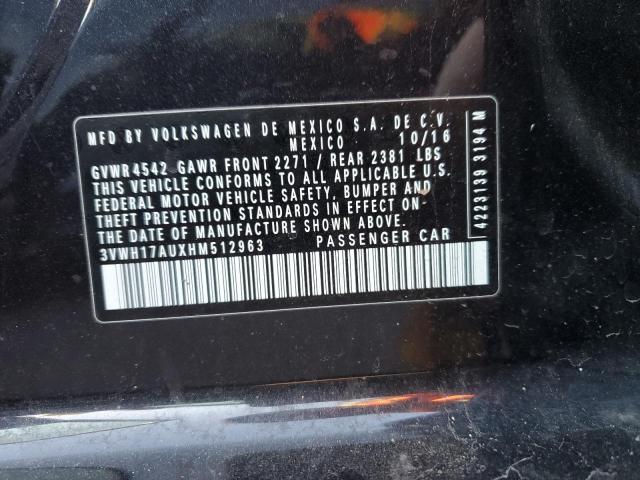 MFD BY VOLKSWAGEN DE MEXICO S.A. DE C.V.
MEXICO 10/16
GVWR 4542 GAWR FRONT 2271 / REAR 2381 LBS
THIS VEHICLE CONFORMS TO ALL APPLICABLE U.S.
FEDERAL MOTOR VEHICLE SAFETY, BUMPER AND
THEFT PREVENTION STANDARDS IN EFFECT ON
THE DATE OF MANUFACTURE SHOWN ABOVE.
3VWH17AUXHM512963 PASSENGER CAR
4223139 3194 M